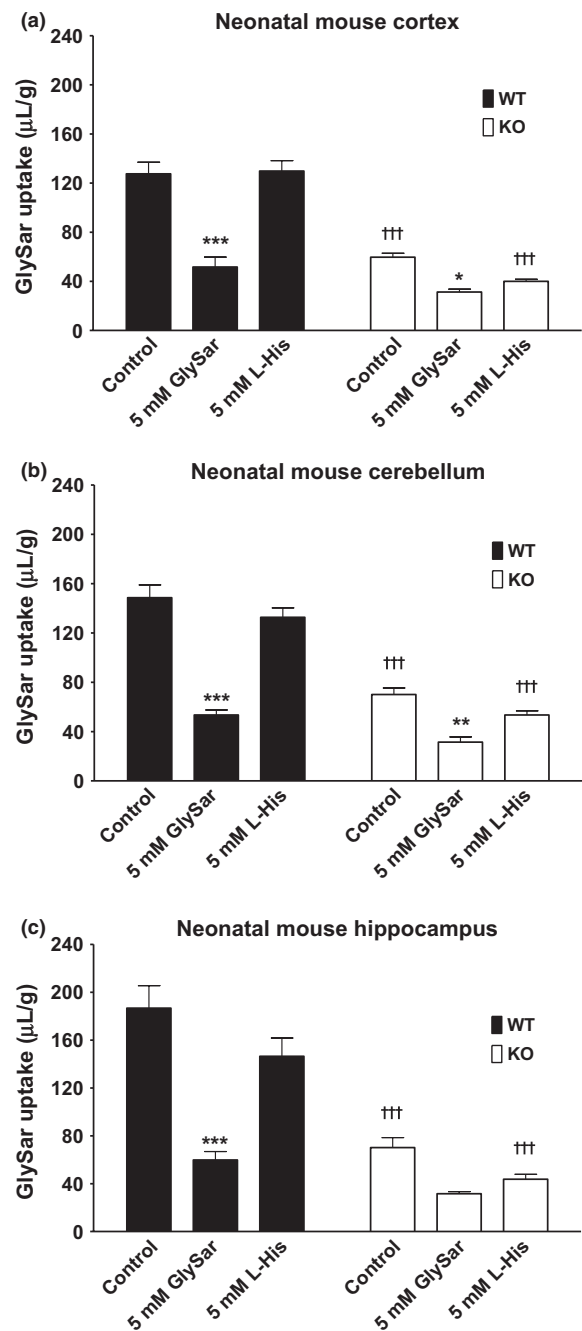 (a) Neonatal mouse cortex
240
200
160
120
80
40
0
GlySar uptake (μL/g)
WT
KO
***
†††
*
†††
Control
5 mM GlySar
5 mM L-His
Control
5 mM GlySar
5 mM L-His
(b) Neonatal mouse cerebellum
240
200
160
120
80
40
0
GlySar uptake (μL/g)
WT
KO
***
†††
**
†††
Control
5 mM GlySar
5 mM L-His
Control
5 mM GlySar
5 mM L-His
(c) Neonatal mouse hippocampus
240
200
160
120
80
40
0
GlySar uptake (μL/g)
WT
KO
***
†††
†††
Control
5 mM GlySar
5 mM L-His
Control
5 mM GlySar
5 mM L-His